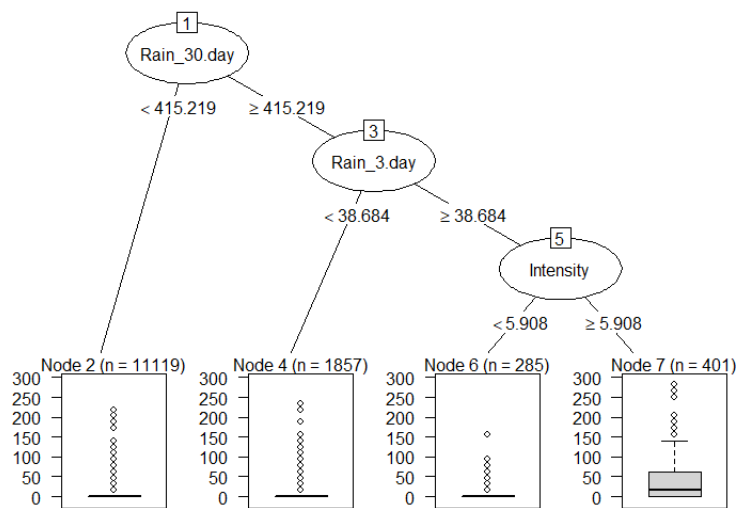 1
Rain_30.day
< 415.219 ≥ 415.219
3
Rain_3.day
< 38.684 ≥ 38.684
5
Intensity
< 5.908 ≥ 5.908
Node 2 (n = 11119) Node 4 (n = 1857) Node 6 (n = 285) Node 7 (n = 401)
300 300 300 300
250 250 250 250
200 200 200 200
150 150 150 150
100 100 100 100
50 50 50 50
0 0 0 0